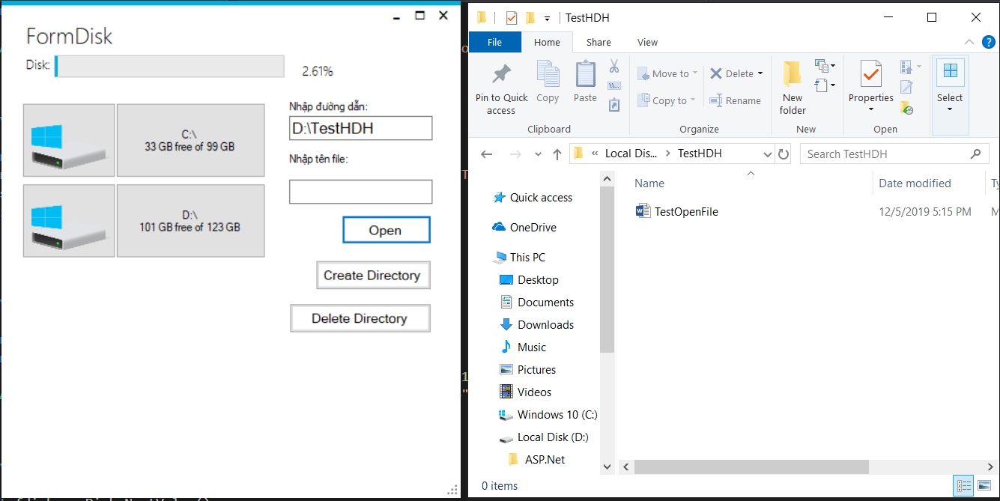 FormDisk
Disk:
2.61%
C:\
33 GB free of 99 GB
D:\
101 GB free of 123 GB
Nhập đường dẫn:
D:\TestHDH
Nhập tên file:
Open
Create Directory
Delete Directory
TestHDH
File
Home
Share
View
Pin to Quick
access
Copy
Paste
Clipboard
Move to
Copy to
Delete
Rename
Organize
New
folder
New
Properties
Open
Select
Local Dis...
TestHDH
Search TestHDH
Quick access
OneDrive
This PC
Desktop
Documents
Downloads
Music
Pictures
Videos
Windows 10 (C:)
Local Disk (D:)
ASP.Net
Name
Date modified
Ty
TestOpenFile
12/5/2019 5:15 PM
M
0 items